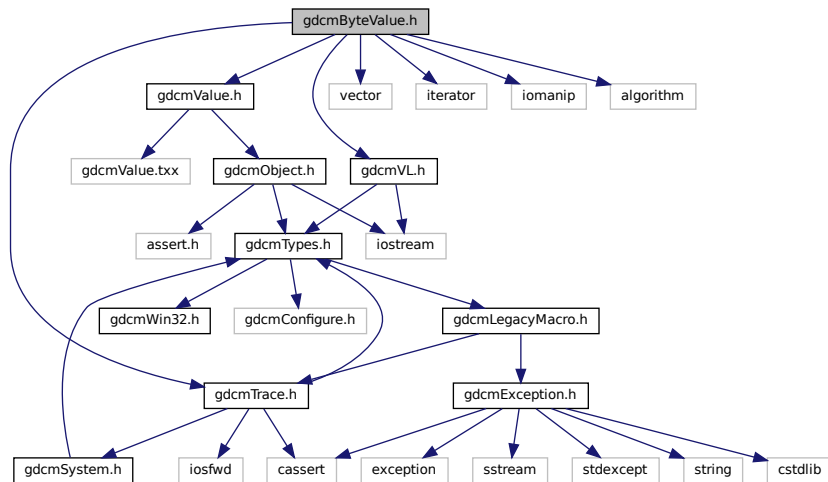 gdcmByteValue.h
gdcmValue.h
vector
iterator
iomanip
algorithm
gdcmValue.txx
gdcmObject.h
gdcmVL.h
assert.h
gdcmTypes.h
iostream
gdcmWin32.h
gdcmConfigure.h
gdcmLegacyMacro.h
gdcmTrace.h
gdcmException.h
gdcmSystem.h
iosfwd
cassert
exception
sstream
stdexcept
string
cstdlib